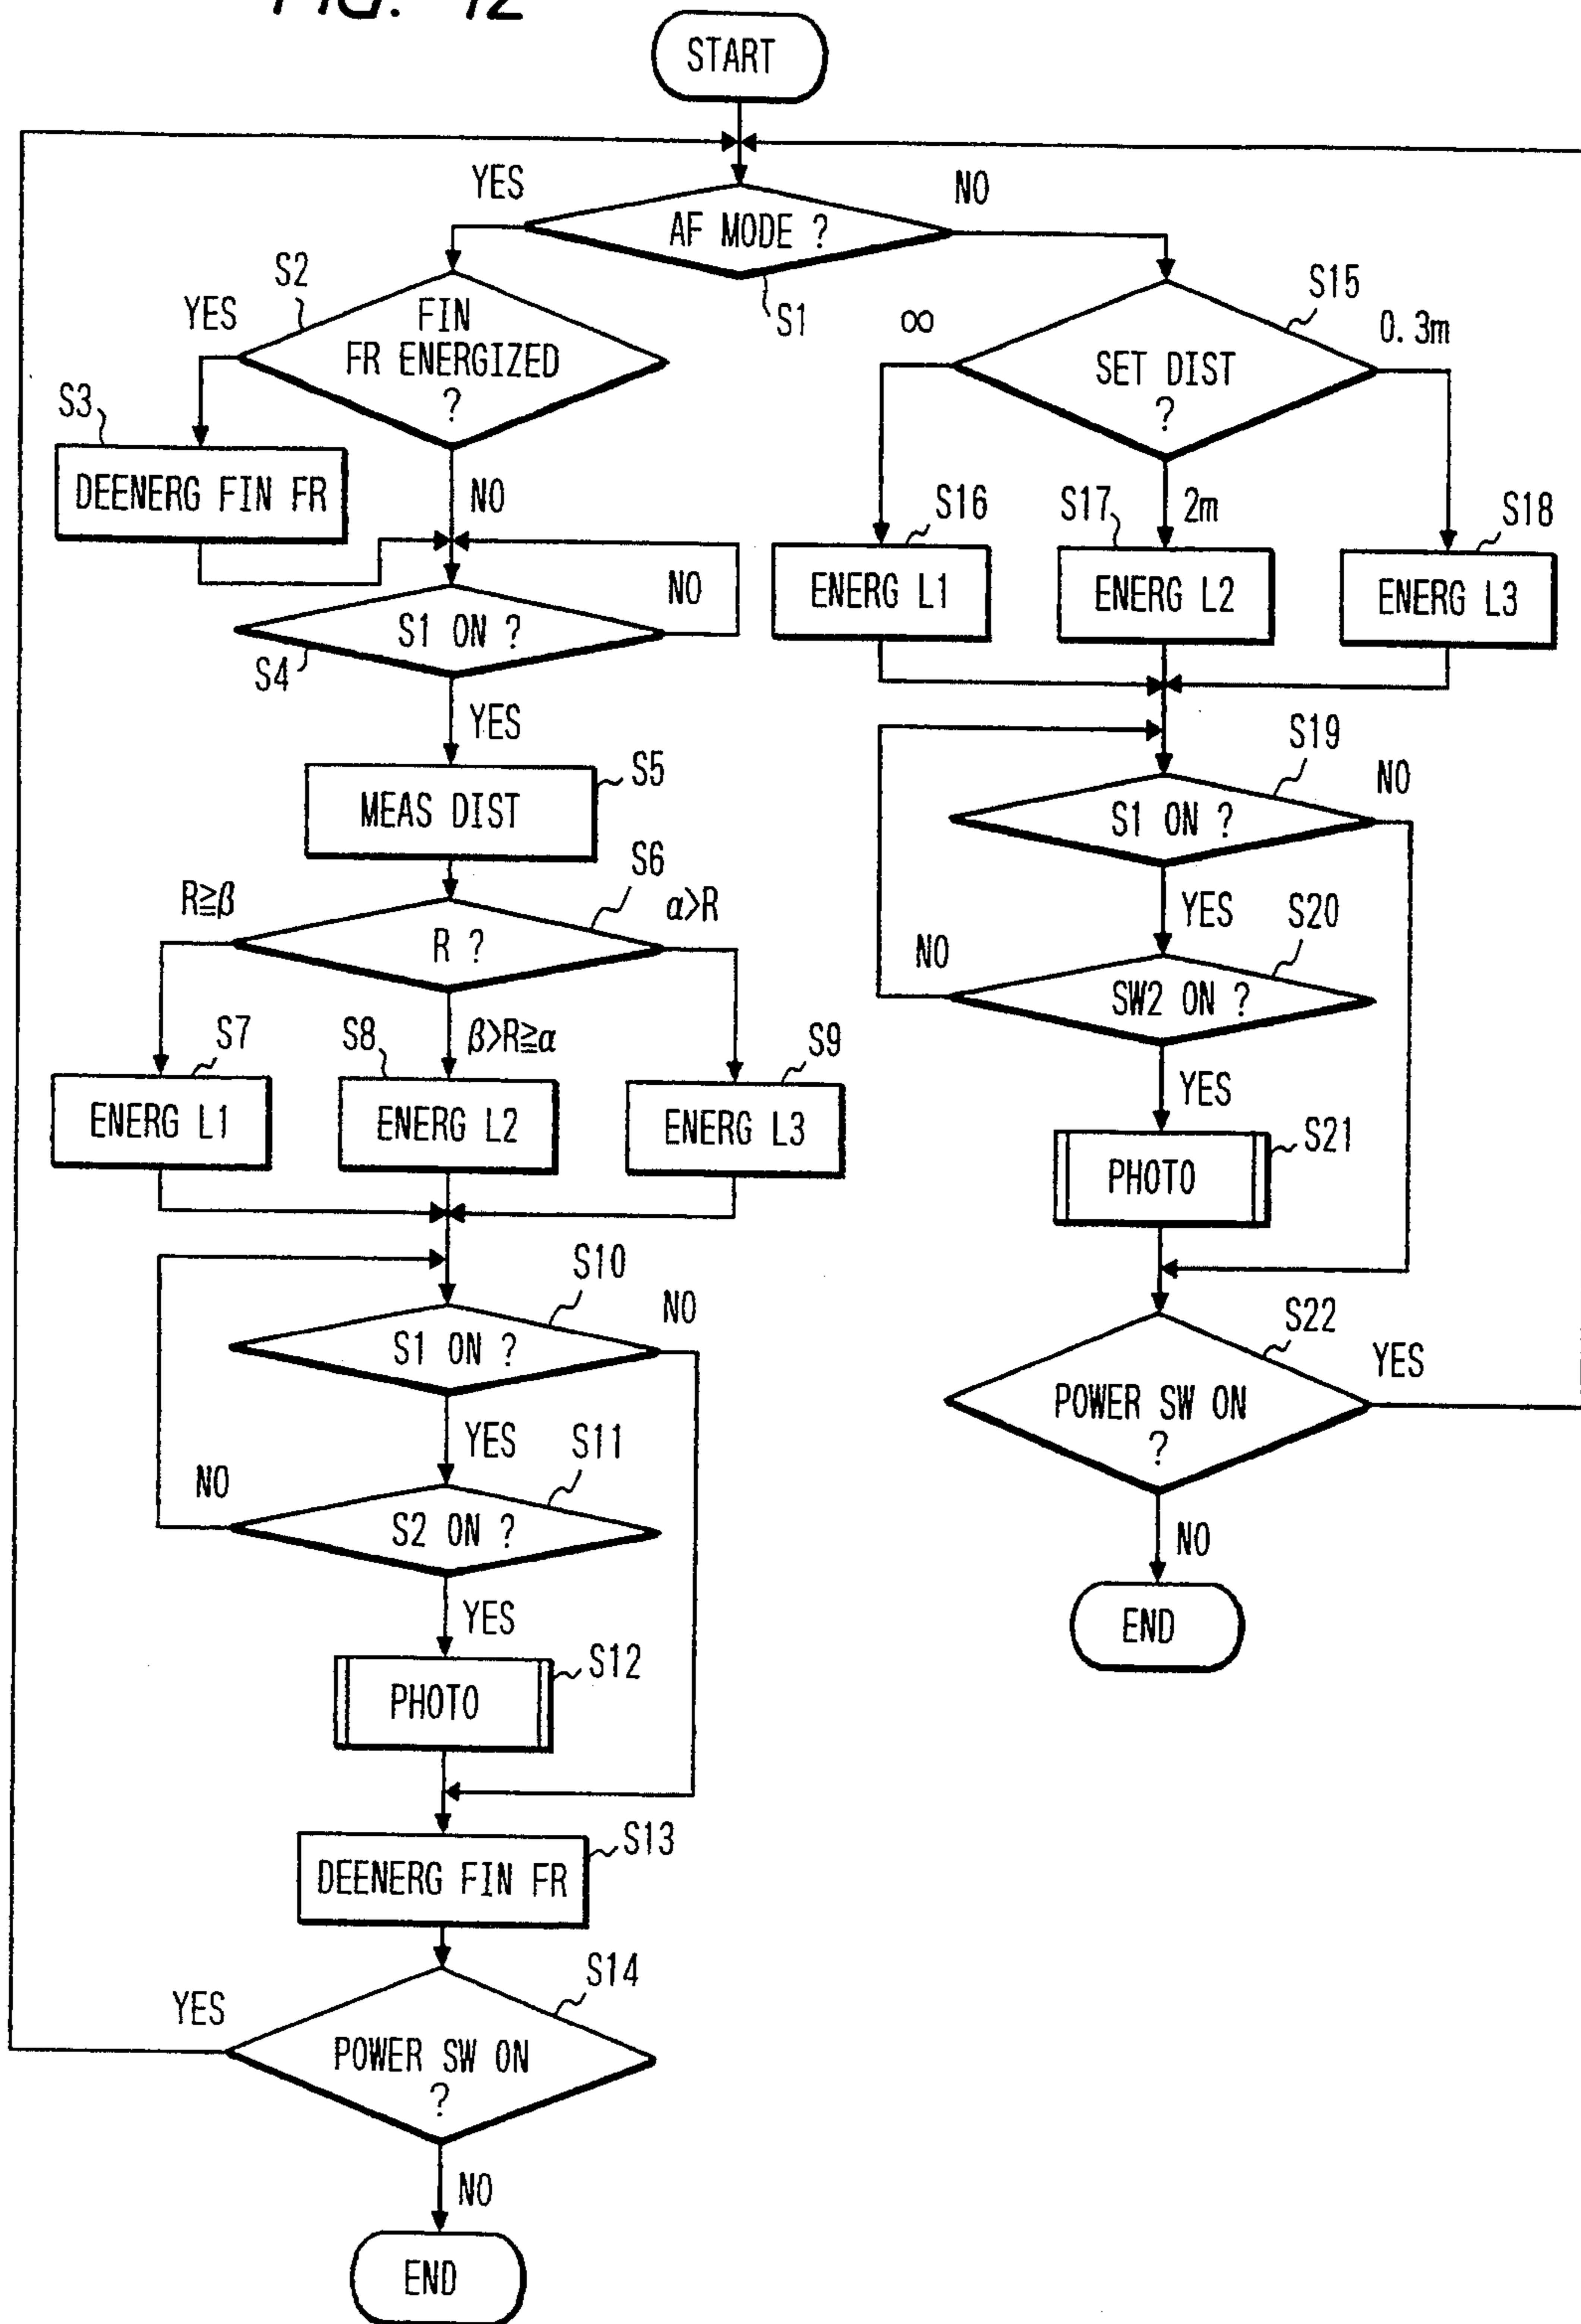 FIG. 12
START
YES
NO
AF MODE ?
S1
S2
YES
FIN
FR ENERGIZED
?
S15
∞
0.3m
SET DIST
?
S3
DEENERG FIN FR
NO
S16
S17
2m
S18
ENERG L1
ENERG L2
ENERG L3
S1 ON ?
NO
S4
YES
S5
MEAS DIST
S19
S1 ON ?
NO
YES
S6
R≧β
α>R
R ?
S20
NO
SW2 ON ?
YES
S7
S8
β>R≧α
S9
ENERG L1
ENERG L2
ENERG L3
S21
PHOTO
S10
S1 ON ?
NO
YES
S22
YES
POWER SW ON
?
NO
END
S11
NO
S2 ON ?
YES
S12
PHOTO
S13
DEENERG FIN FR
S14
YES
POWER SW ON
?
NO
END